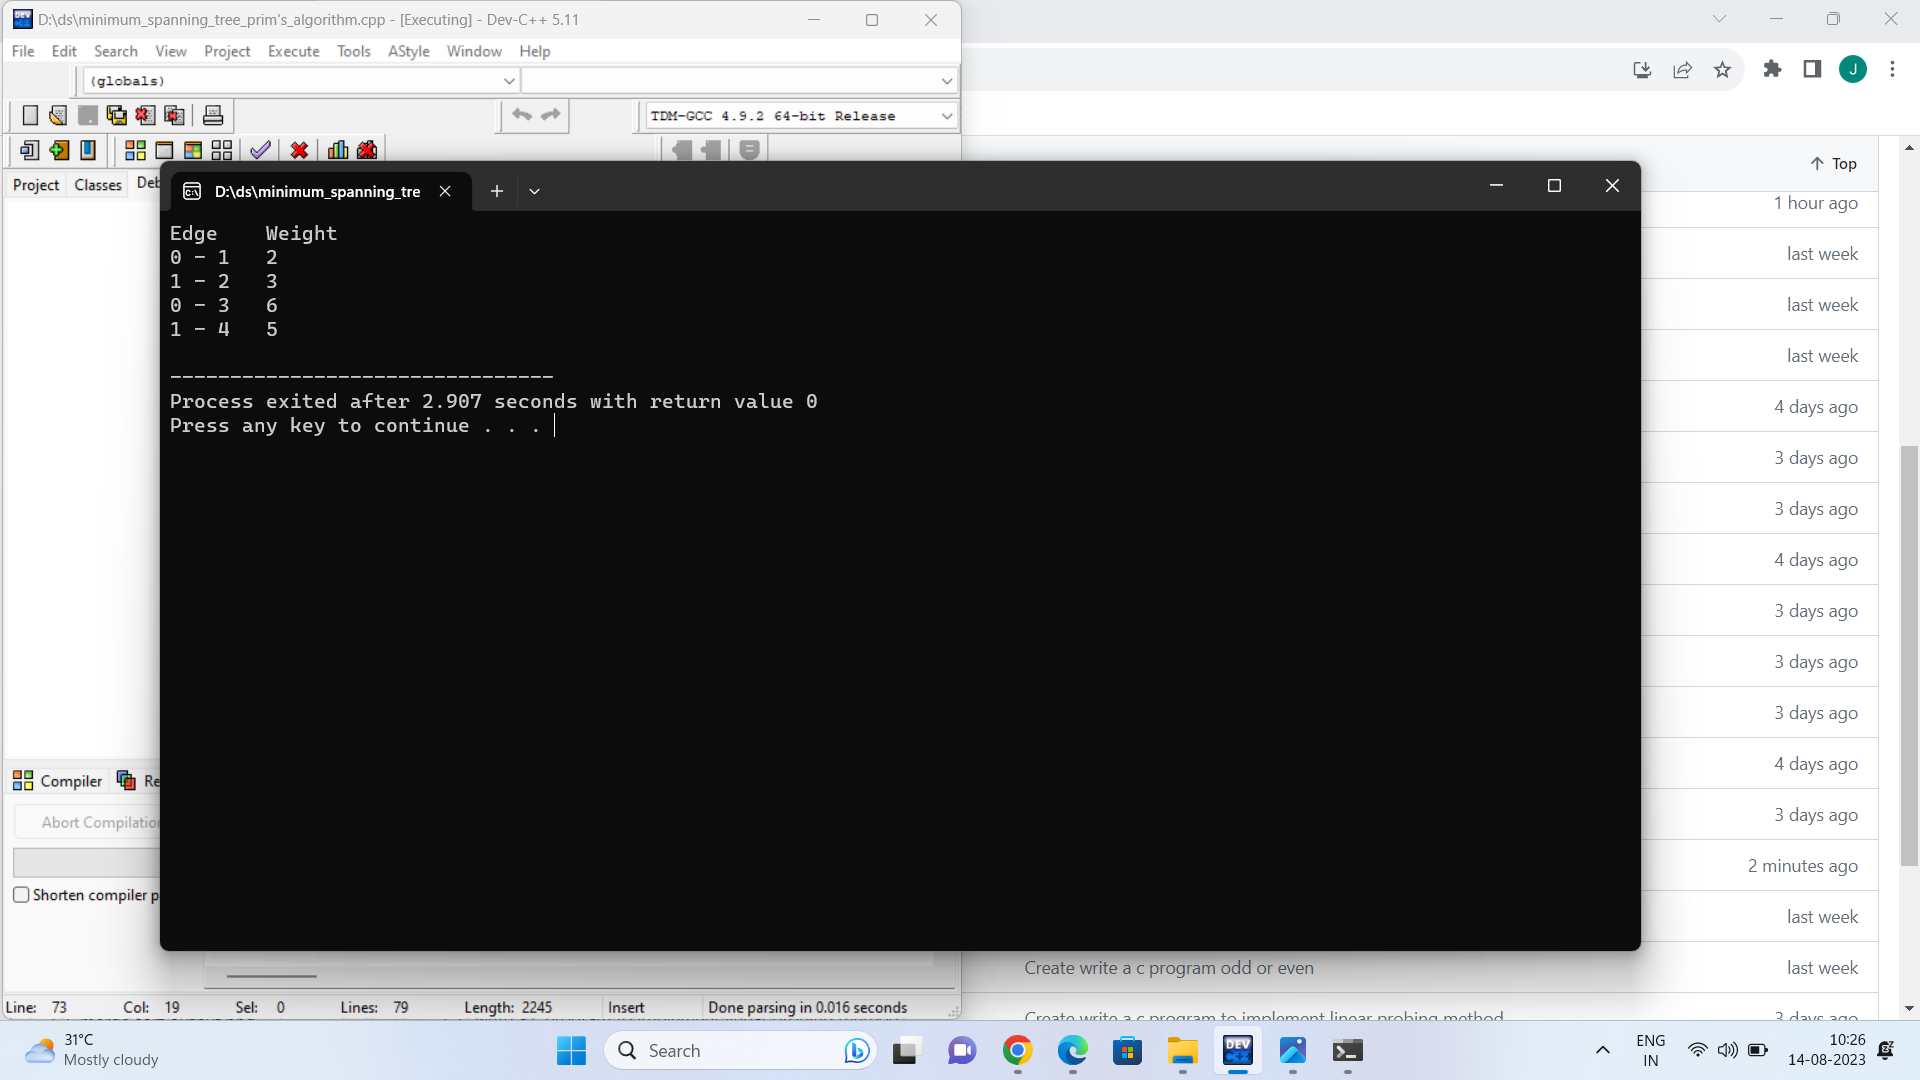 D:\ds\minimum_spanning_tree_prim's_algorithm.cpp - [Executing] - Dev-C++ 5.11
File Edit Search View Project Execute Tools AStyle Window Help
(globals)
TDM-GCC 4.9.2 64-bit Release
Project Classes Deb
D:\ds\minimum_spanning_tre
Edge Weight
0 - 1 2
1 - 2 3
0 - 3 6
1 - 4 5
--------------------------------
Process exited after 2.907 seconds with return value 0
Press any key to continue . . .
Top
1 hour ago
last week
last week
last week
4 days ago
3 days ago
3 days ago
4 days ago
3 days ago
3 days ago
3 days ago
4 days ago
3 days ago
2 minutes ago
last week
Create write a c program odd or even last week
Create write a c program to implement linear probing method 3 days ago
Compiler Re
Abort Compilation
Shorten compiler p
Line: 73 Col: 19 Sel: 0 Lines: 79 Length: 2245 Insert Done parsing in 0.016 seconds
31°C
Mostly cloudy
Search
DEV
ENG
IN
10:26
14-08-2023
J